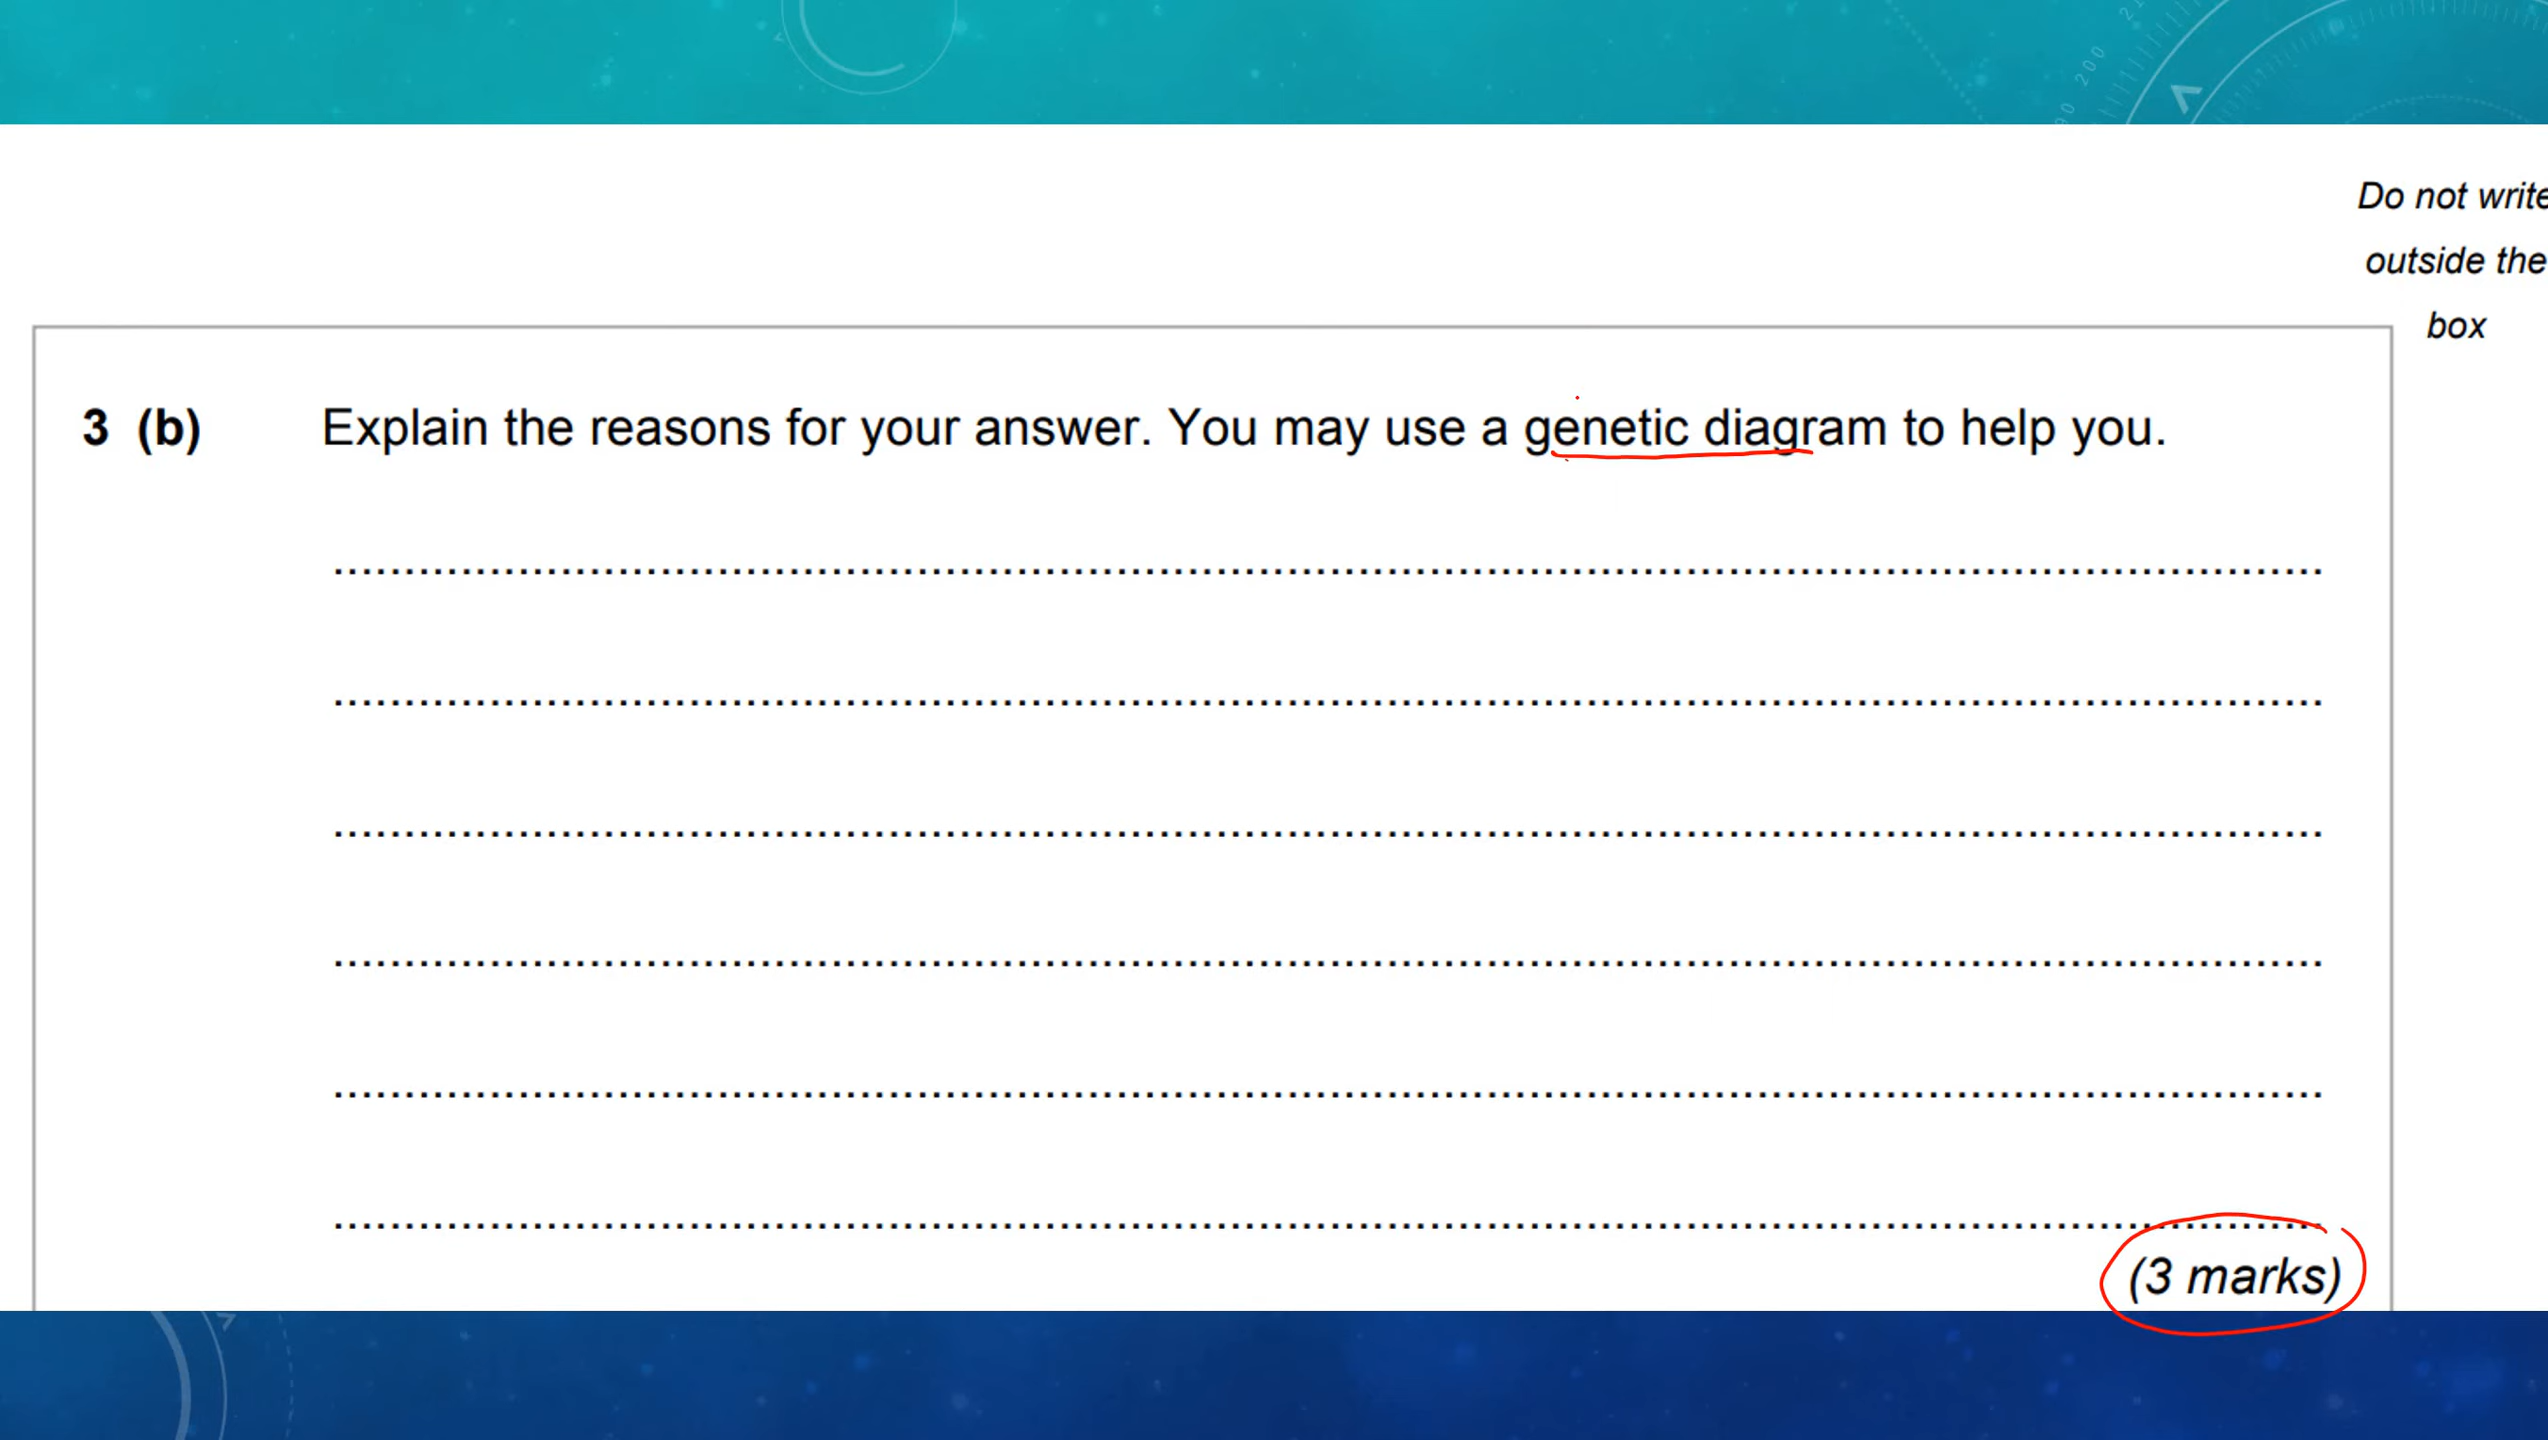 200
Do not write
outside the
box
3 (b) Explain the reasons for your answer. You may use a genetic diagram to help you.
(3 marks)